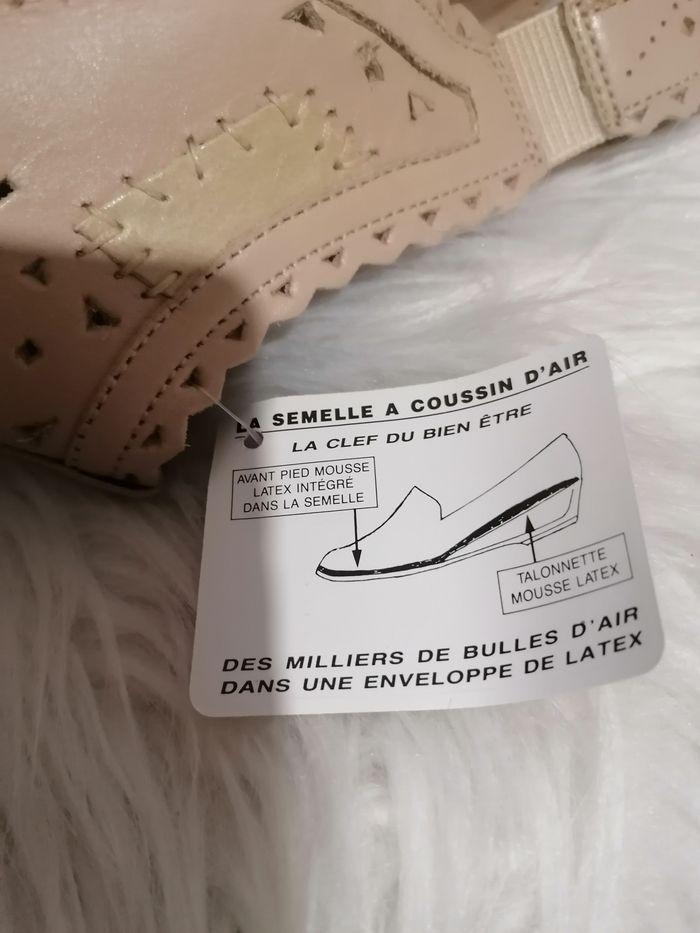 LA SEMELLE A COUSSIN D'AIR
LA CLEF DU BIEN ÊTRE
AVANT PIED MOUSSE
LATEX INTÉGRÉ
DANS LA SEMELLE
TALONNETTE
MOUSSE LATEX
DES MILLIERS DE BULLES D'AIR
DANS UNE ENVELOPPE DE LATEX